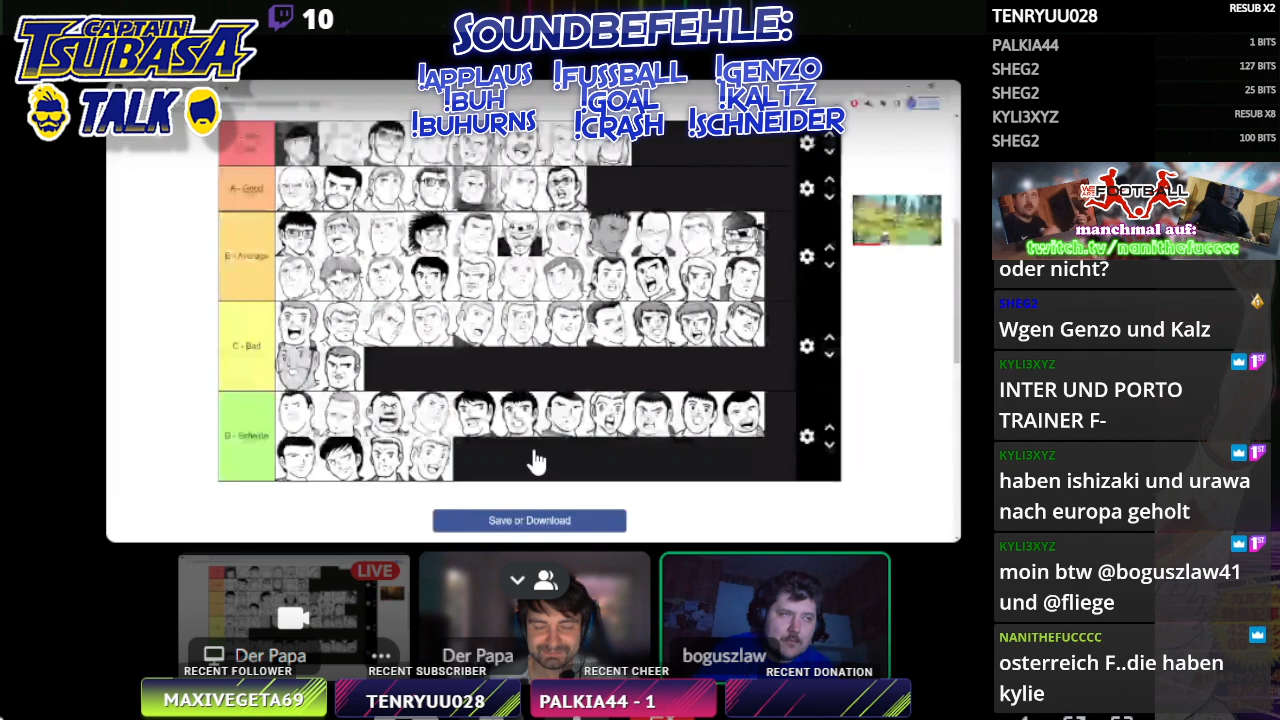 CAPTAIN
TSUBASA
TALK
10
SOUNDBEFEHLE:
!APPLAUS !FUSSBALL !GENZO
!BUH !GOAL !KALTZ
!BUHURNS !CRASH !SCHNEIDER
TENRYUU028 RESUB X2
PALKIA44 1 BITS
SHEG2 127 BITS
SHEG2 25 BITS
KYLI3XYZ RESUB X8
SHEG2 100 BITS
FOOTBALL
manchmal auf:
twitch.tv/nanithefucccc
oder nicht?
SHEG2
Wgen Genzo und Kalz
KYLI3XYZ
INTER UND PORTO
TRAINER F-
KYLI3XYZ
haben ishizaki und urawa
nach europa geholt
KYLI3XYZ
moin btw @boguszlaw41
und @fliege
NANITHEFUCCCC
osterreich F..die haben
kylie
A - Good
B - Average
C - Bad
D - Scheiße
Save or Download
LIVE
Der Papa
Der Papa
boguszlaw
RECENT FOLLOWER
RECENT SUBSCRIBER
RECENT CHEER
RECENT DONATION
MAXIVEGETA69
TENRYUU028
PALKIA44 - 1